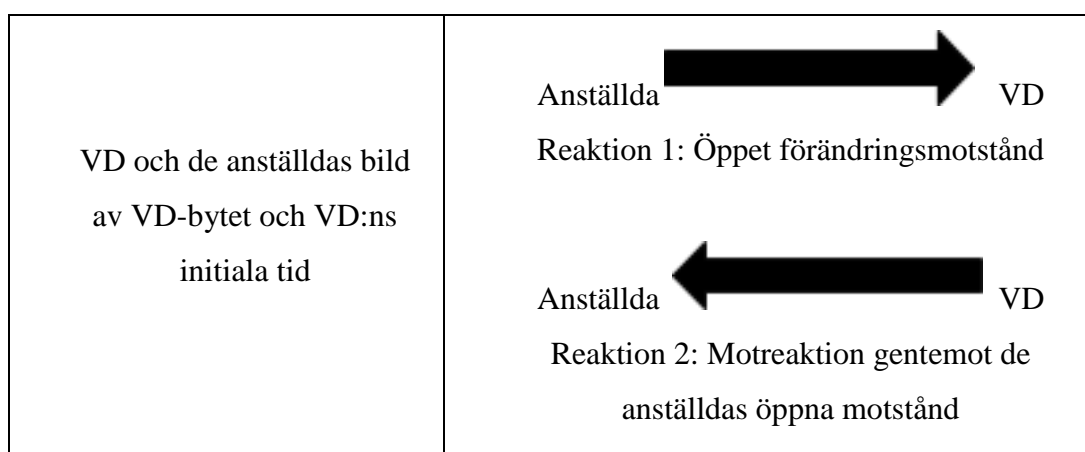 VD och de anställdas bild
av VD-bytet och VD:ns
initiala tid
Anställda VD
Reaktion 1: Öppet förändringsmotstånd
Anställda VD
Reaktion 2: Motreaktion gentemot de
anställdas öppna motstånd